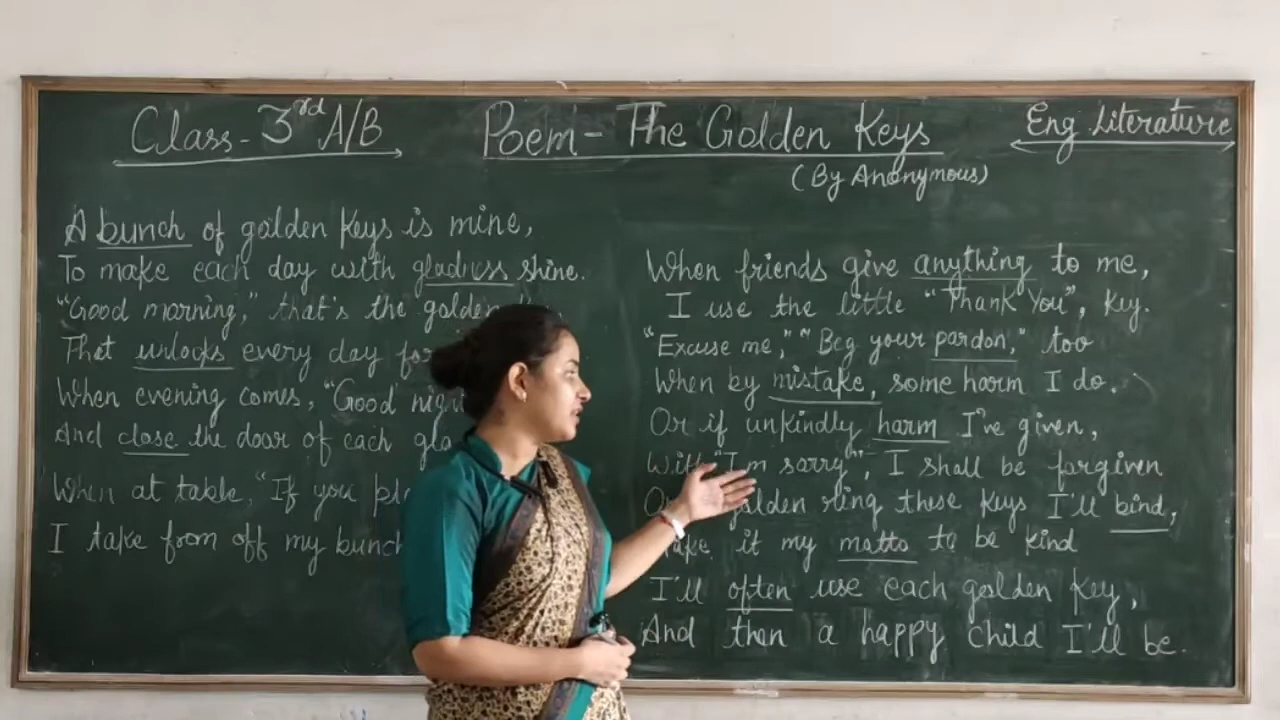 Class- 3rd A/B
Poem- The Golden Keys
Eng Literature
(By Anonymous)
A bunch of golden keys is mine,
To make each day with gladness shine.
"Good morning," that's the golden
That unlocks every day for
When evening comes, "Good
And close the door of each
When at table, "If you
I take from off my bunch
When friends give anything to me,
I use the little "Thank You", key.
"Excuse me," "Beg your pardon," too
When by mistake, some harm I do.
Or if unkindly harm I've given,
With "I'm sorry", I shall be forgiven
golden ring these keys I'll bind,
it my motto to be kind
I'll often use each golden key,
And then a happy child I'll be.